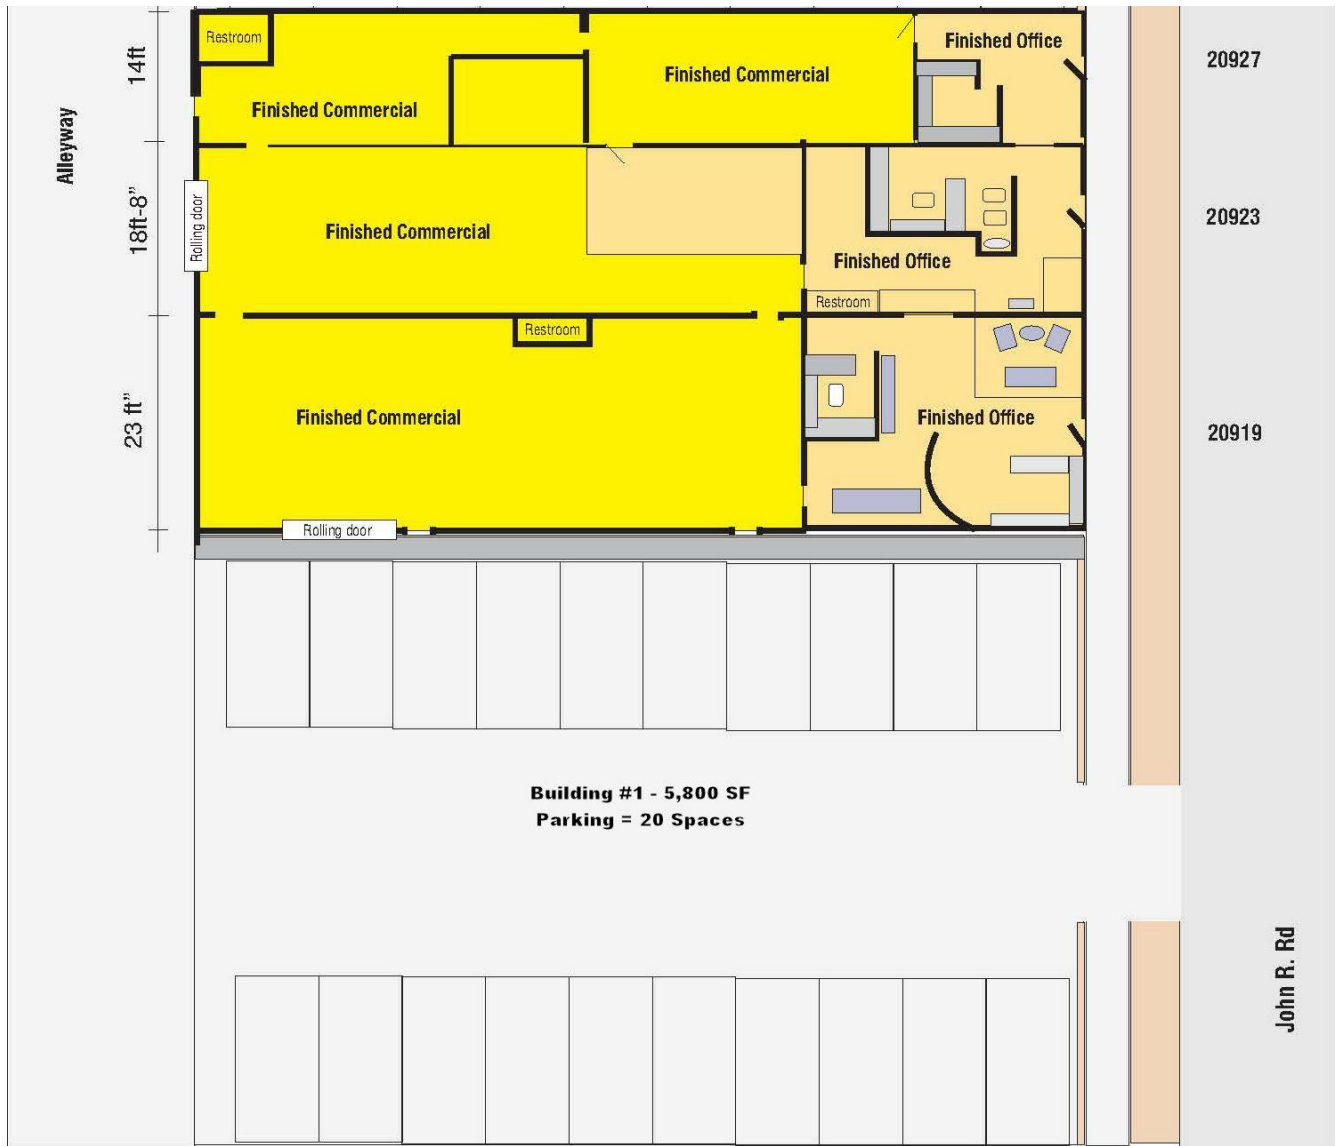 Restroom
Finished Office
14ft
20927
Finished Commercial
Finished Commercial
Alleyway
Rolling door
18ft-8”
Finished Commercial
20923
Finished Office
Restroom
Restroom
23 ft”
Finished Commercial
Finished Office
20919
Rolling door
Building #1 - 5,800 SF
Parking = 20 Spaces
John R. Rd